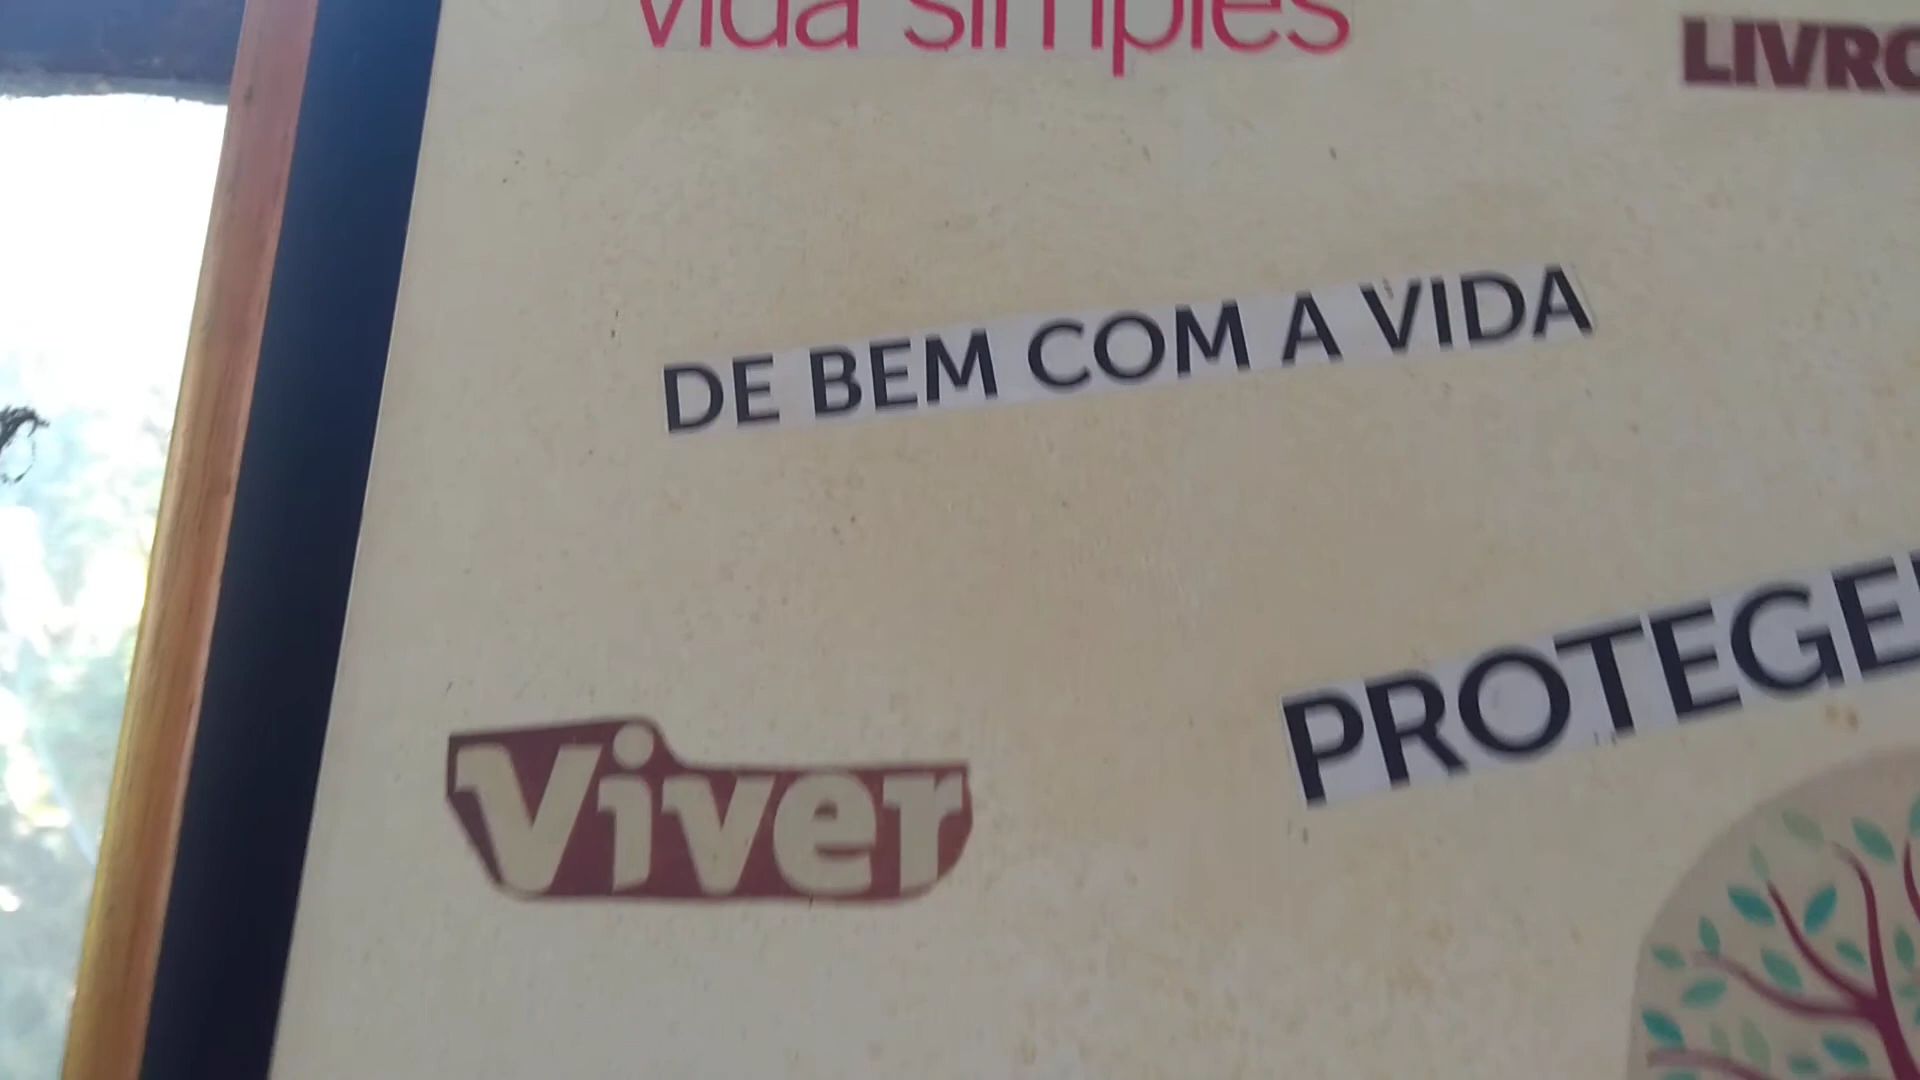 vida simples
LIVRO
DE BEM COM A VIDA
PROTEGE
Viver